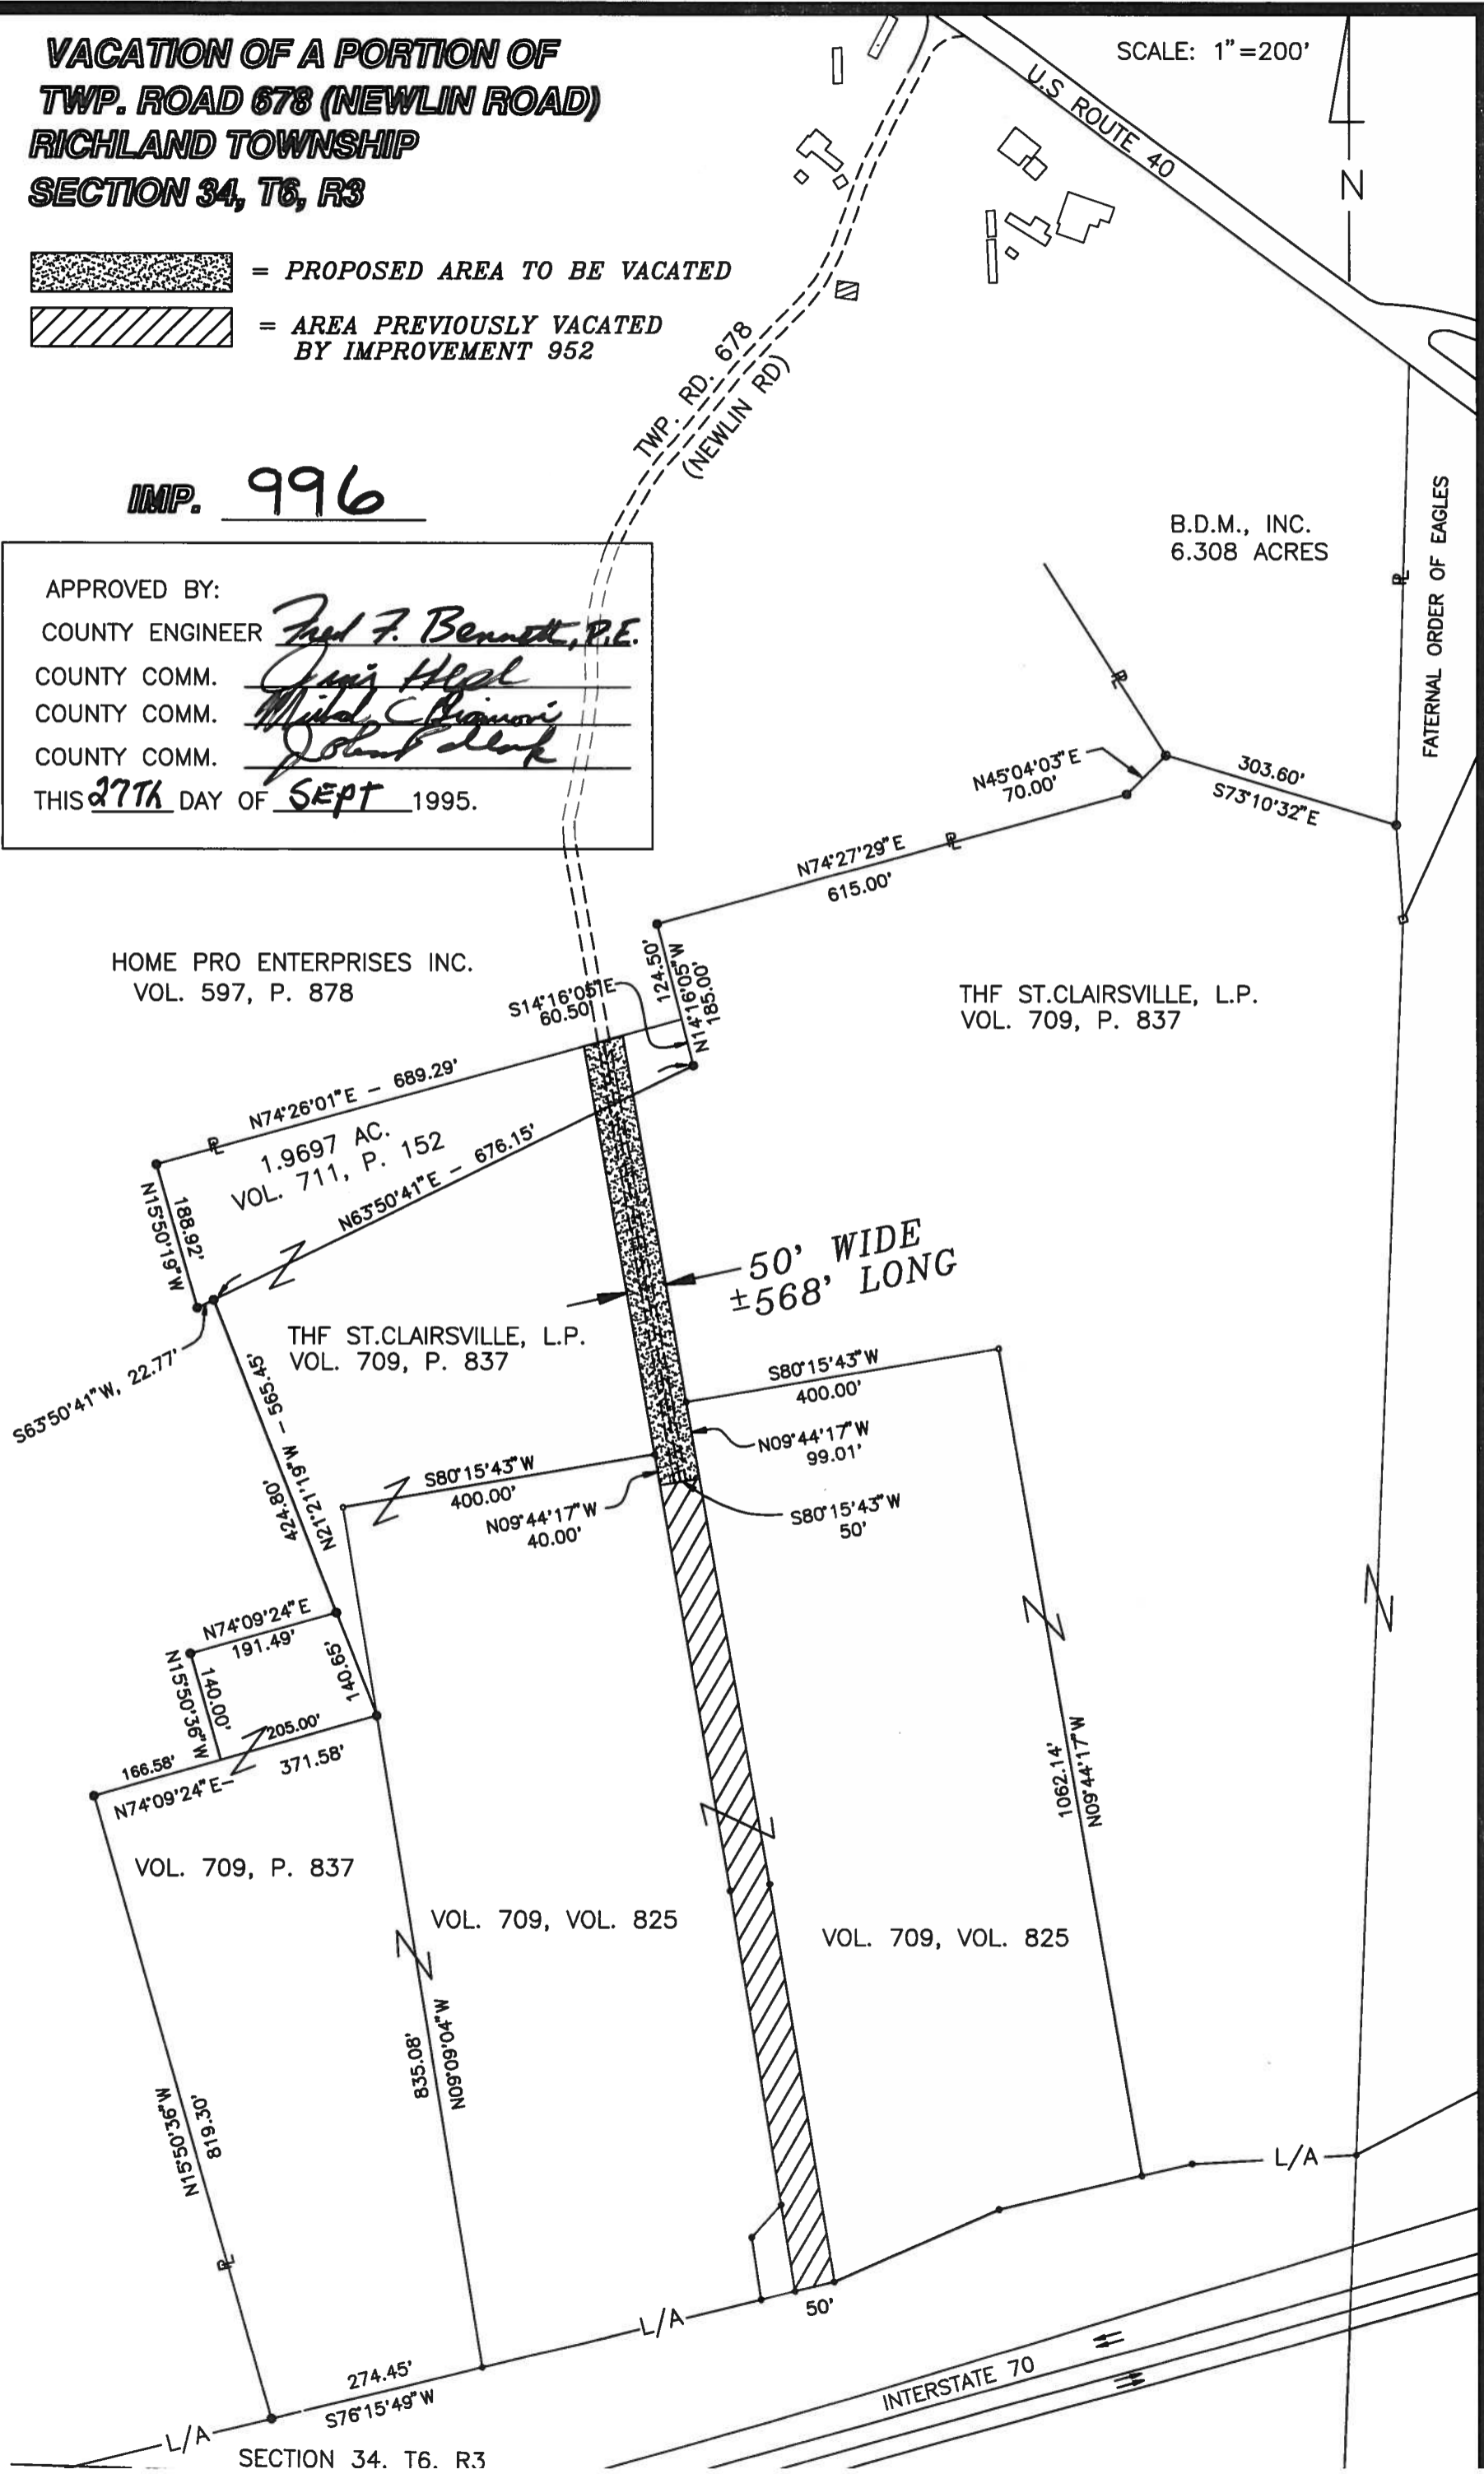 VACATION OF A PORTION OF
TWP. ROAD 678 (NEWLIN ROAD)
RICHLAND TOWNSHIP
SECTION 34, T6, R3
= PROPOSED AREA TO BE VACATED
= AREA PREVIOUSLY VACATED
BY IMPROVEMENT 952
SCALE: 1"=200'
N
U.S ROUTE 40
TWP. RD. 678
(NEWLIN RD)
IMP. 996
APPROVED BY:
COUNTY ENGINEER Fred F. Bennett, P.E.
COUNTY COMM.
COUNTY COMM.
COUNTY COMM.
THIS 27Th DAY OF SEPT 1995.
B.D.M., INC.
6.308 ACRES
FATERNAL ORDER OF EAGLES
PL
PL
N45°04'03"E
70.00'
303.60'
S73°10'32"E
N74°27'29"E
PL
615.00'
HOME PRO ENTERPRISES INC.
VOL. 597, P. 878
S14°16'05"E
60.50'
124.50'
N14°16'05"W
185.00'
THF ST.CLAIRSVILLE, L.P.
VOL. 709, P. 837
N74°26'01"E - 689.29'
PL
1.9697 AC.
VOL. 711, P. 152
N63°50'41"E - 676.15'
188.92'
N15°50'19"W
S63°50'41"W, 22.77'
50' WIDE
±568' LONG
THF ST.CLAIRSVILLE, L.P.
VOL. 709, P. 837
N21°21'19"W - 565.45'
424.80'
S80°15'43"W
400.00'
N09°44'17"W
99.01'
S80°15'43"W
400.00'
N09°44'17"W
40.00'
S80°15'43"W
50'
N74°09'24"E
191.49'
140.65'
N15°50'36"W
140.00'
205.00'
166.58'
371.58'
N74°09'24"E
1062.14'
N09°44'17"W
VOL. 709, P. 837
VOL. 709, VOL. 825
VOL. 709, VOL. 825
835.08'
N09°09'04"W
N15°50'36"W
819.30'
PL
L/A
50'
L/A
274.45'
S76°15'49"W
L/A
INTERSTATE 70
SECTION 34. T6. R3